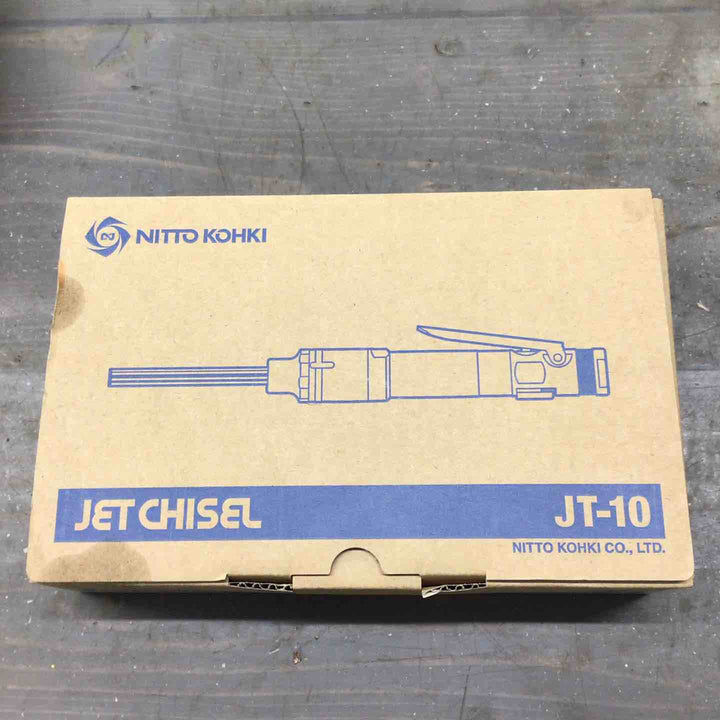 NITTO KOHKI
JET CHISEL
JT-10
NITTO KOHKI CO., LTD.